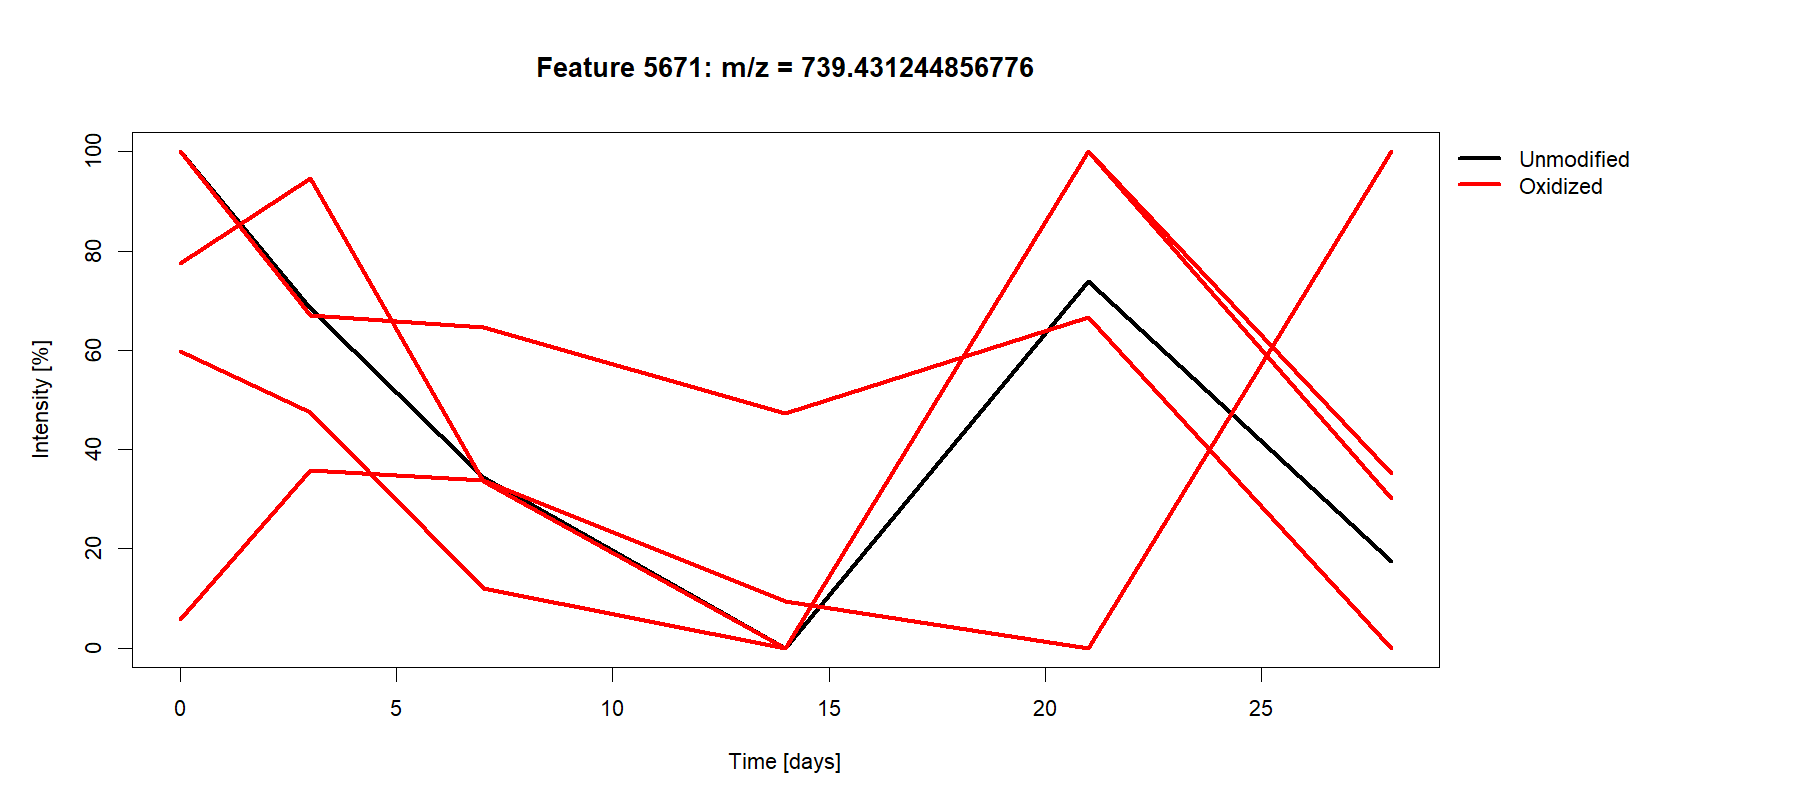 Feature 5671: m/z = 739.431244856776
Unmodified
Oxidized
Intensity [%]
100
80
60
40
20
0
0 5 10 15 20 25
Time [days]